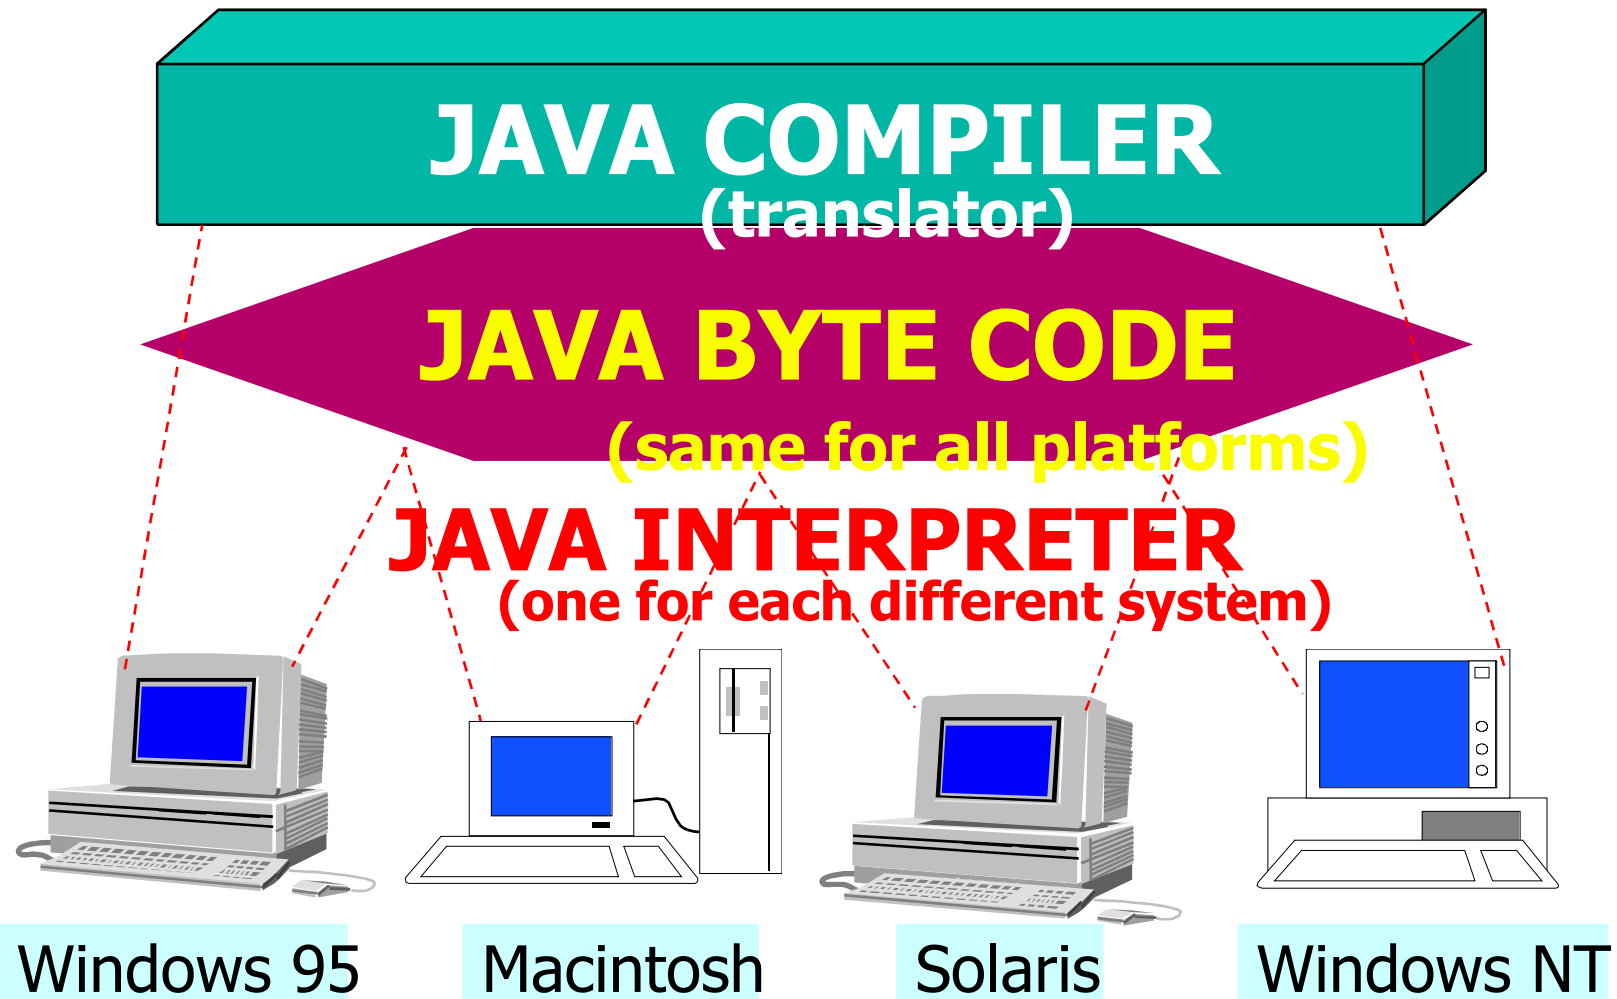 JAVA COMPILER
(translator)
JAVA BYTE CODE
(same for all platforms)
JAVA INTERPRETER
(one for each different system)
Windows 95
Macintosh
Solaris
Windows NT